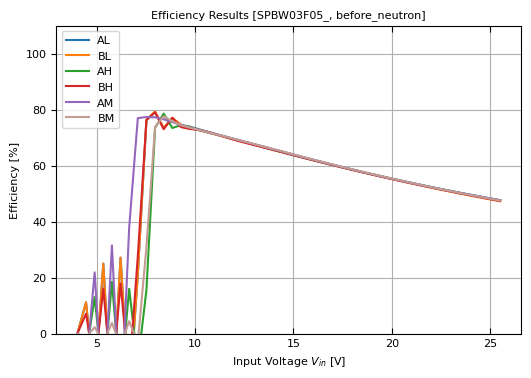 Efficiency Results [SPBW03F05_, before_neutron]
100
80
60
40
20
0
Efficiency [%]
AL
BL
AH
BH
AM
BM
5
10
15
20
25
Input Voltage Vin [V]